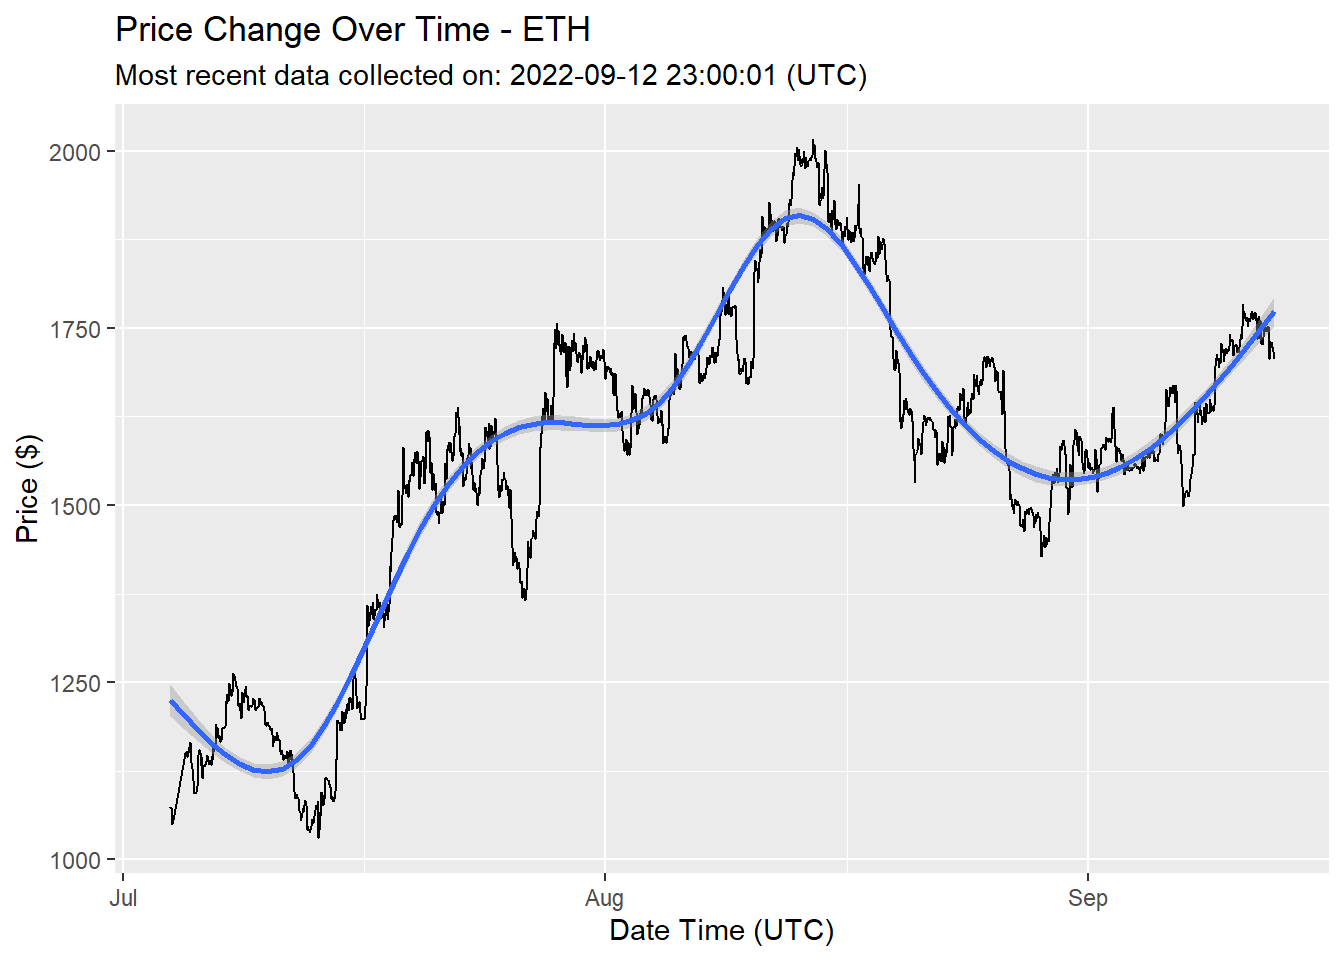 Price Change Over Time - ETH
Most recent data collected on: 2022-09-12 23:00:01 (UTC)
2000
1750
1500
1250
1000
Price ($)
Jul
Aug
Sep
Date Time (UTC)